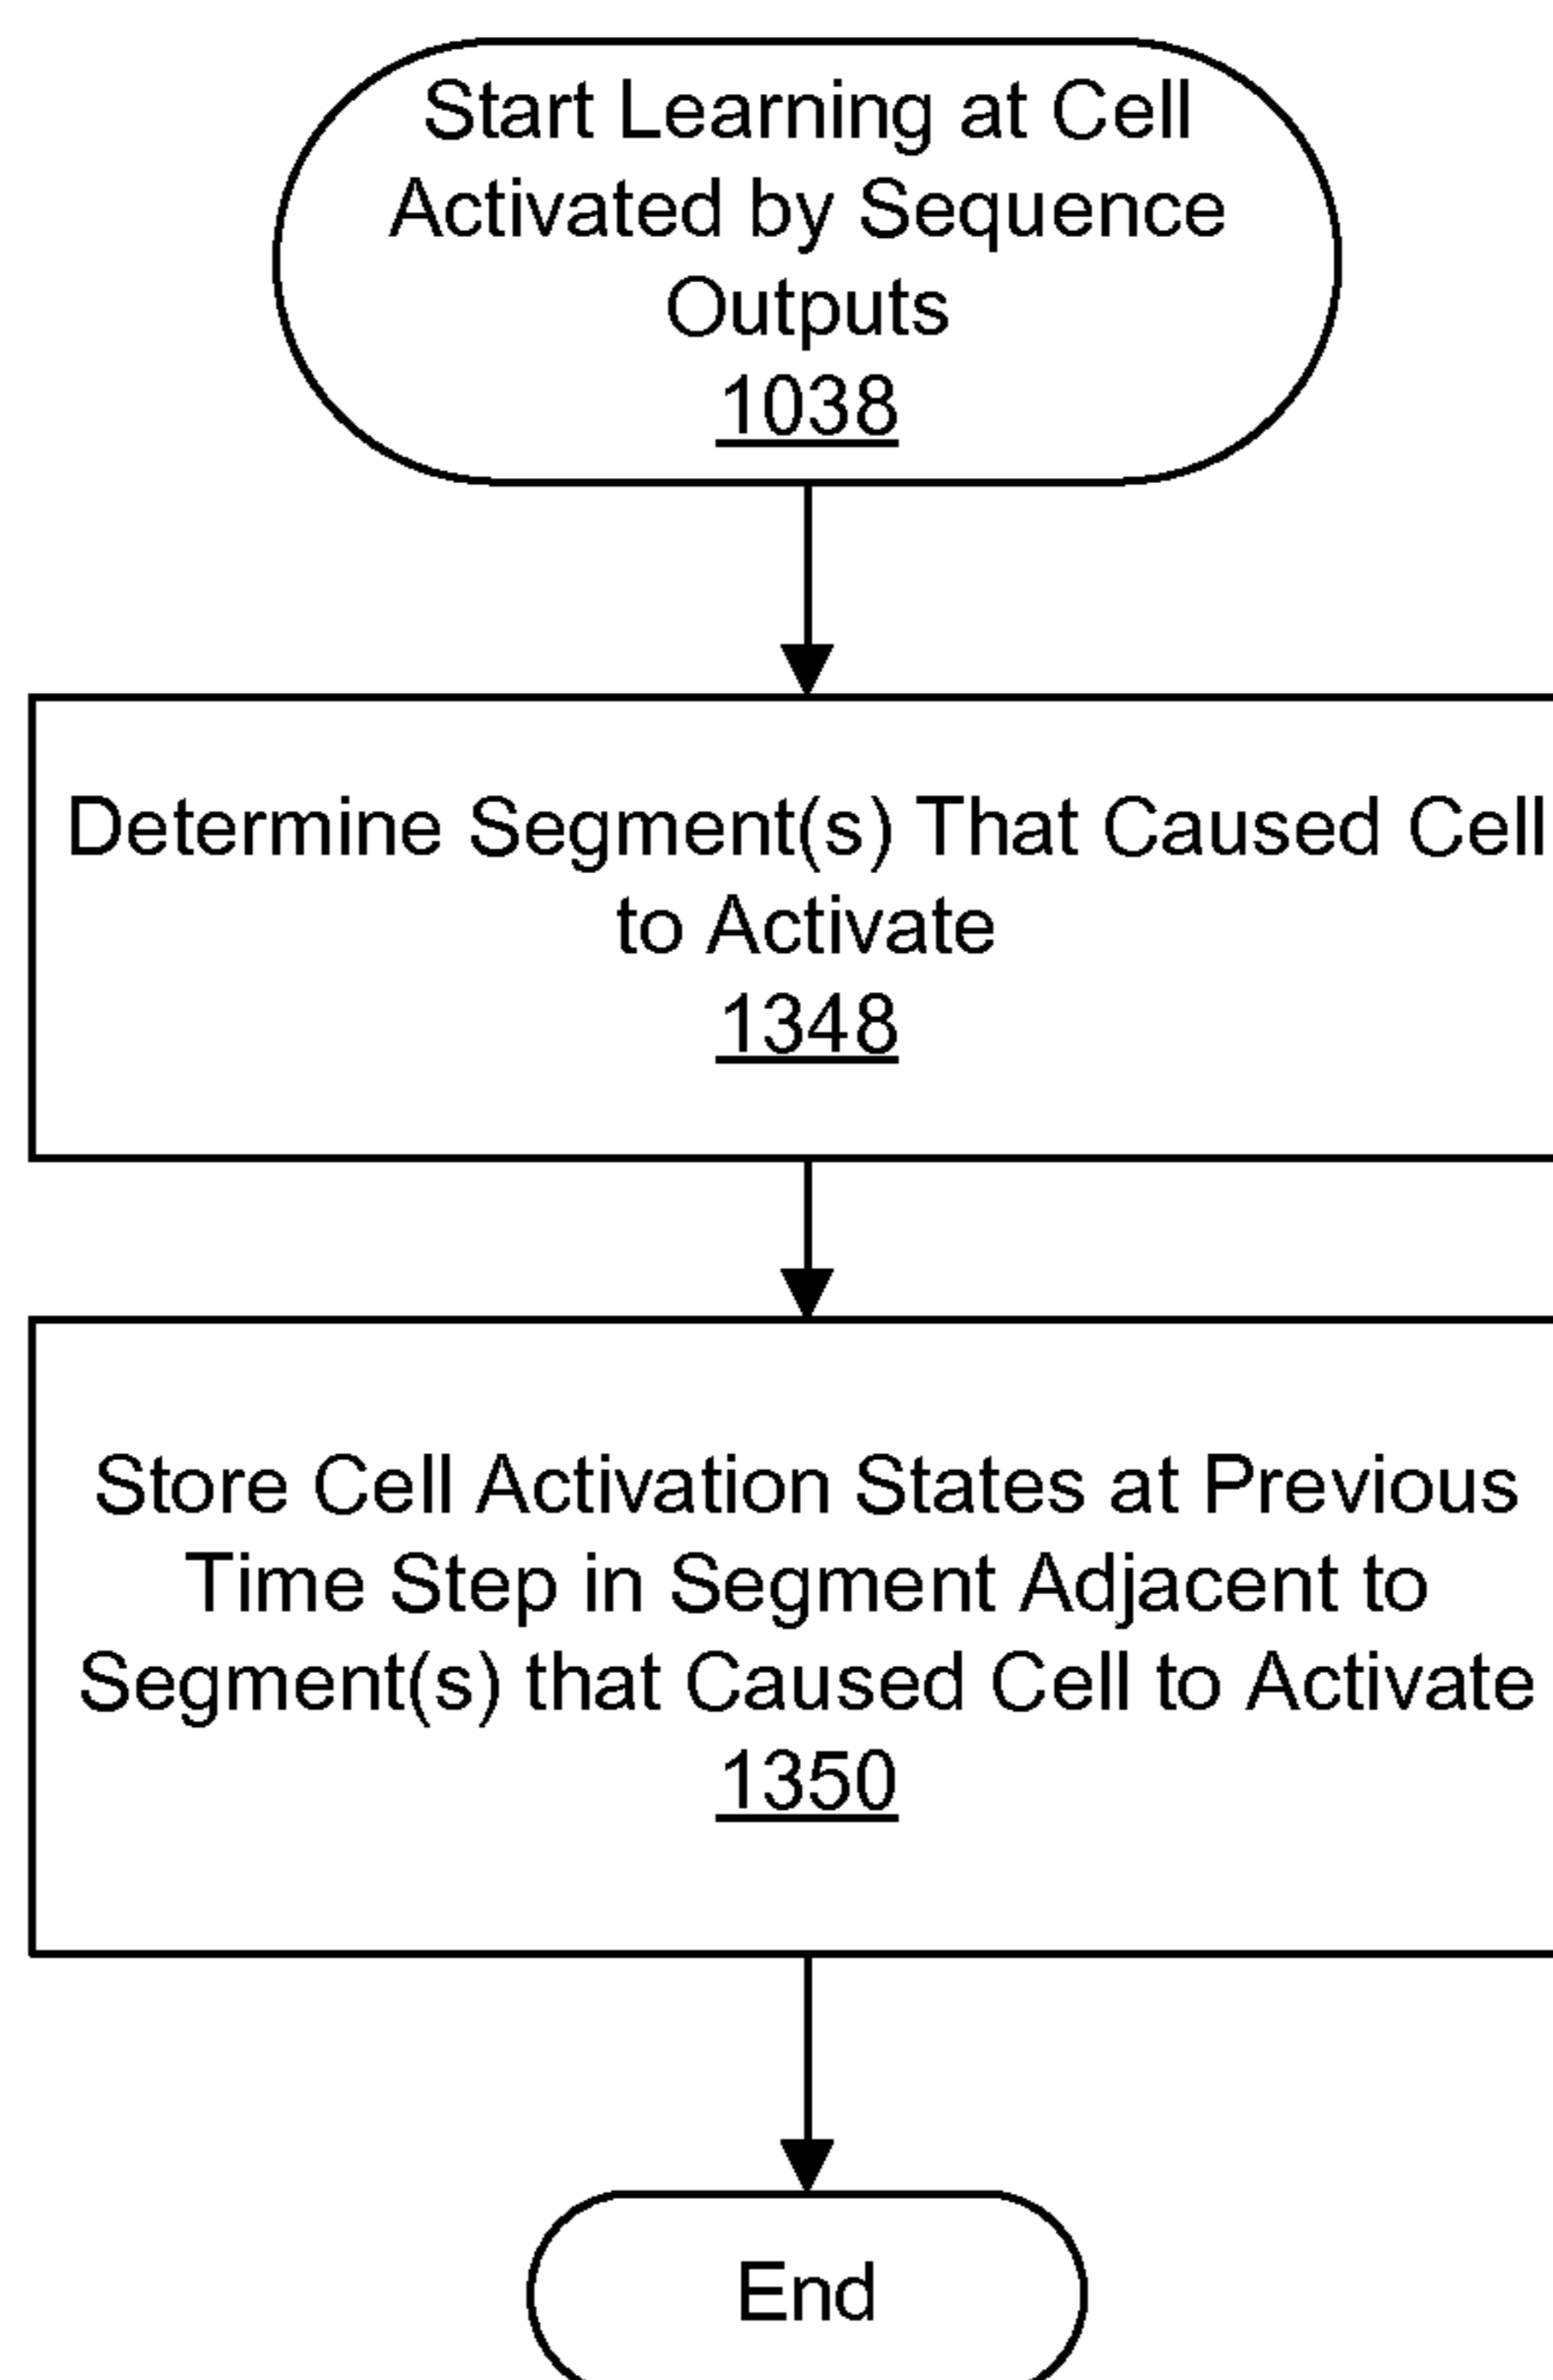 Start Learning at Cell
Activated by Sequence
Outputs
1038
Determine Segment(s) That Caused Cell
to Activate
1348
Store Cell Activation States at Previous
Time Step in Segment Adjacent to
Segment(s) that Caused Cell to Activate
1350
End